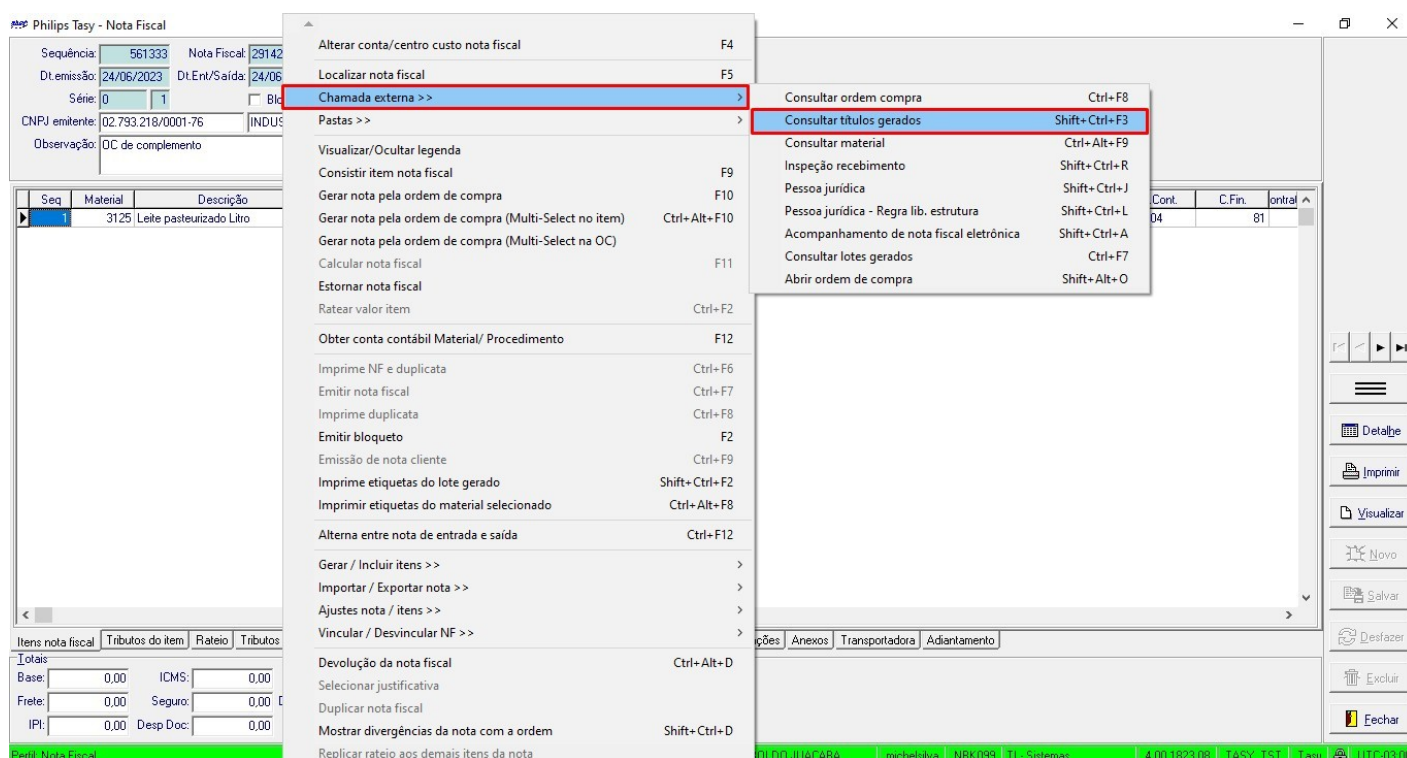 PHILIPS Philips Tasy - Nota Fiscal
Sequência: 561333 Nota Fiscal: 29142
Dt.emissão: 24/06/2023 Dt.Ent/Saída: 24/06
Série: 0 1 Blo
CNPJ emitente: 02.793.218/0001-76 INDUS
Observação: OC de complemento
Seq Material Descrição
1 3125 Leite pasteurizado Litro
Cont. C.Fin. ontral
04 81
Alterar conta/centro custo nota fiscal F4
Localizar nota fiscal F5
Chamada externa >>
Pastas >>
Visualizar/Ocultar legenda
Consistir item nota fiscal F9
Gerar nota pela ordem de compra F10
Gerar nota pela ordem de compra (Multi-Select no item) Ctrl+Alt+F10
Gerar nota pela ordem de compra (Multi-Select na OC)
Calcular nota fiscal F11
Estornar nota fiscal
Ratear valor item Ctrl+F2
Obter conta contábil Material/ Procedimento F12
Imprime NF e duplicata Ctrl+F6
Emitir nota fiscal Ctrl+F7
Imprime duplicata Ctrl+F8
Emitir bloqueto F2
Emissão de nota cliente Ctrl+F9
Imprime etiquetas do lote gerado Shift+Ctrl+F2
Imprimir etiquetas do material selecionado Ctrl+Alt+F8
Alterna entre nota de entrada e saída Ctrl+F12
Gerar / Incluir itens >>
Importar / Exportar nota >>
Ajustes nota / itens >>
Vincular / Desvincular NF >>
Devolução da nota fiscal Ctrl+Alt+D
Selecionar justificativa
Duplicar nota fiscal
Mostrar divergências da nota com a ordem Shift+Ctrl+D
Replicar rateio aos demais itens da nota
Consultar ordem compra Ctrl+F8
Consultar títulos gerados Shift+Ctrl+F3
Consultar material Ctrl+Alt+F9
Inspeção recebimento Shift+Ctrl+R
Pessoa jurídica Shift+Ctrl+J
Pessoa jurídica - Regra lib. estrutura Shift+Ctrl+L
Acompanhamento de nota fiscal eletrônica Shift+Ctrl+A
Consultar lotes gerados Ctrl+F7
Abrir ordem de compra Shift+Alt+O
Detalhe
Imprimir
Visualizar
Novo
Salvar
Desfazer
Excluir
Fechar
Itens nota fiscal Tributos do item Rateio Tributos ções Anexos Transportadora Adiantamento
Totais
Base: 0,00 ICMS: 0,00
Frete: 0,00 Seguro: 0,00 D
IPI: 0,00 Desp Doc: 0,00
Perfil: Nota Fiscal OLDO JUAÇABA michelsilva NBK099 TI - Sistemas 4.00.1823.08 TASY_TST Tasy UTC-03:0